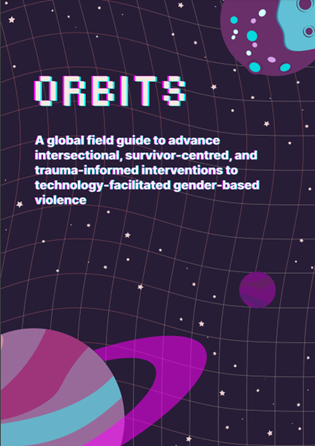 ORBITS
A global field guide to advance
intersectional, survivor-centred, and
trauma-informed interventions to
technology-facilitated gender-based
violence